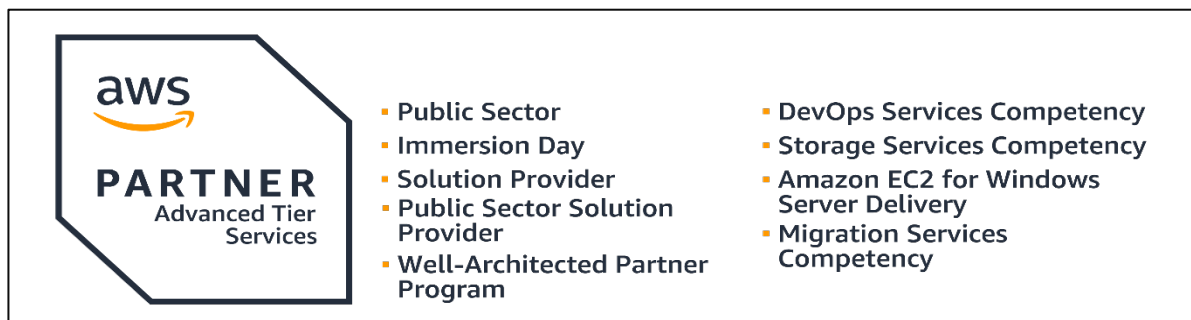 aws
PARTNER
Advanced Tier
Services
Public Sector
Immersion Day
Solution Provider
Public Sector Solution
Provider
Well-Architected Partner
Program
DevOps Services Competency
Storage Services Competency
Amazon EC2 for Windows
Server Delivery
Migration Services
Competency